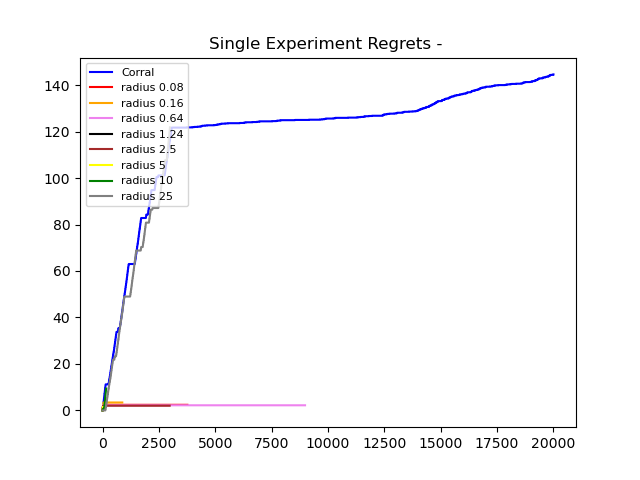 Single Experiment Regrets -
Corral
radius 0.08
radius 0.16
radius 0.64
radius 1.24
radius 2.5
radius 5
radius 10
radius 25
140
120
100
80
60
40
20
0
0 2500 5000 7500 10000 12500 15000 17500 20000